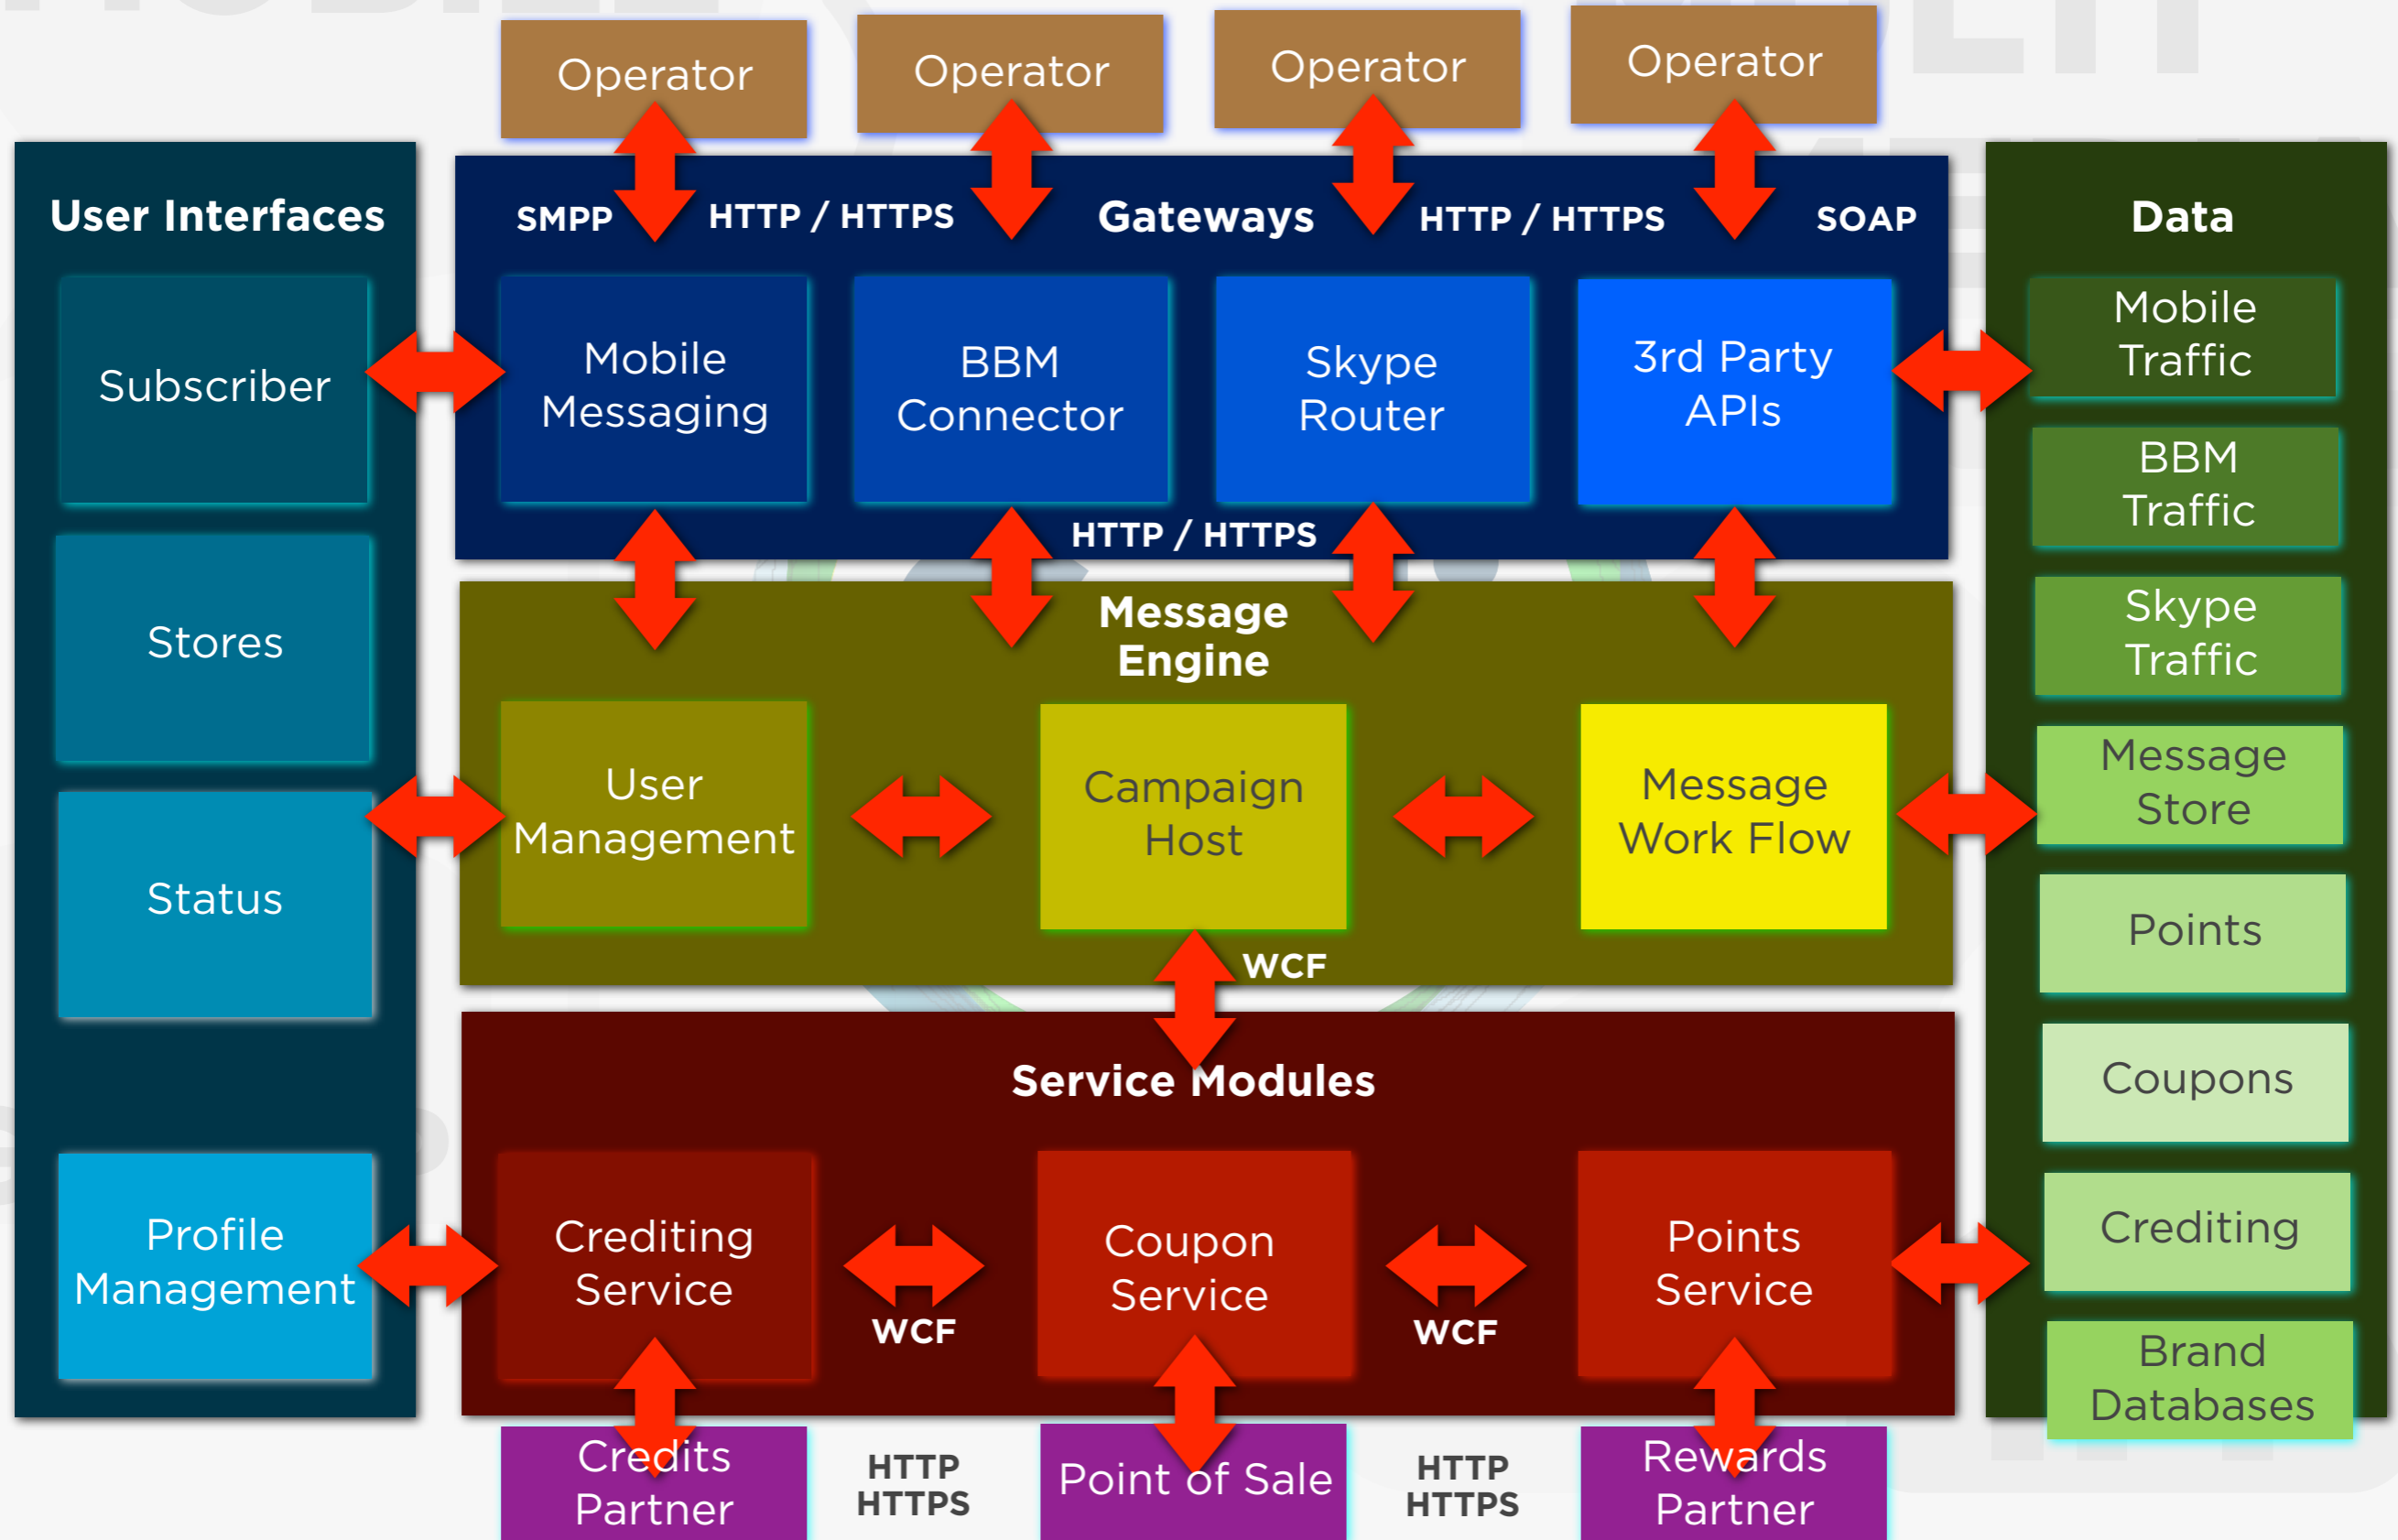 Operator
Operator
Operator
Operator
User Interfaces
Subscriber
Stores
Status
Profile
Management
SMPP
HTTP / HTTPS
Gateways
HTTP / HTTPS
SOAP
Mobile
Messaging
BBM
Connector
Skype
Router
3rd Party
APIs
HTTP / HTTPS
Message
Engine
User
Management
Campaign
Host
Message
Work Flow
WCF
Service Modules
Crediting
Service
WCF
Coupon
Service
WCF
Points
Service
Credits
Partner
HTTP
HTTPS
Point of Sale
HTTP
HTTPS
Rewards
Partner
Data
Mobile
Traffic
BBM
Traffic
Skype
Traffic
Message
Store
Points
Coupons
Crediting
Brand
Databases